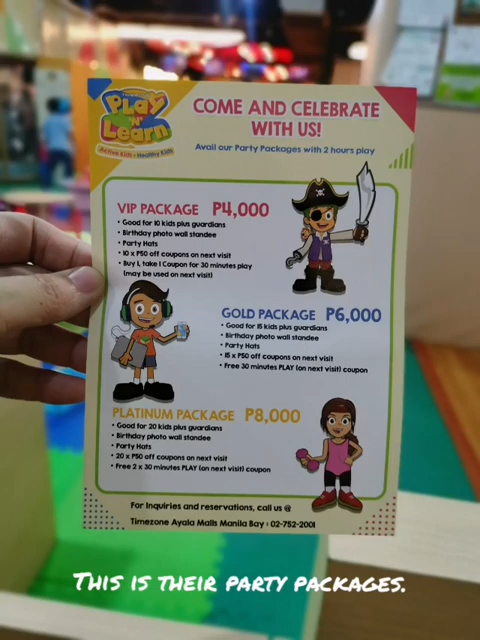 Play
'N'
Learn
Active Kids • Healthy Kids
COME AND CELEBRATE
WITH US!
Avail our Party Packages with 2 hours play
VIP PACKAGE P4,000
• Good for 10 kids plus guardians
• Birthday photo wall standee
• Party Hats
• 10 x P50 off coupons on next visit
• Buy 1, take 1 Coupon for 30 minutes play
(may be used on next visit)
GOLD PACKAGE P6,000
• Good for 15 kids plus guardians
• Birthday photo wall standee
• Party Hats
• 15 x P50 off coupons on next visit
• Free 30 minutes PLAY (on next visit) coupon
PLATINUM PACKAGE P8,000
• Good for 20 kids plus guardians
• Birthday photo wall standee
• Party Hats
• 20 x P50 off coupons on next visit
• Free 2 x 30 minutes PLAY (on next visit) coupon
For Inquiries and reservations, call us @
Timezone Ayala Malls Manila Bay : 02-752-2001
THIS IS THEIR PARTY PACKAGES.